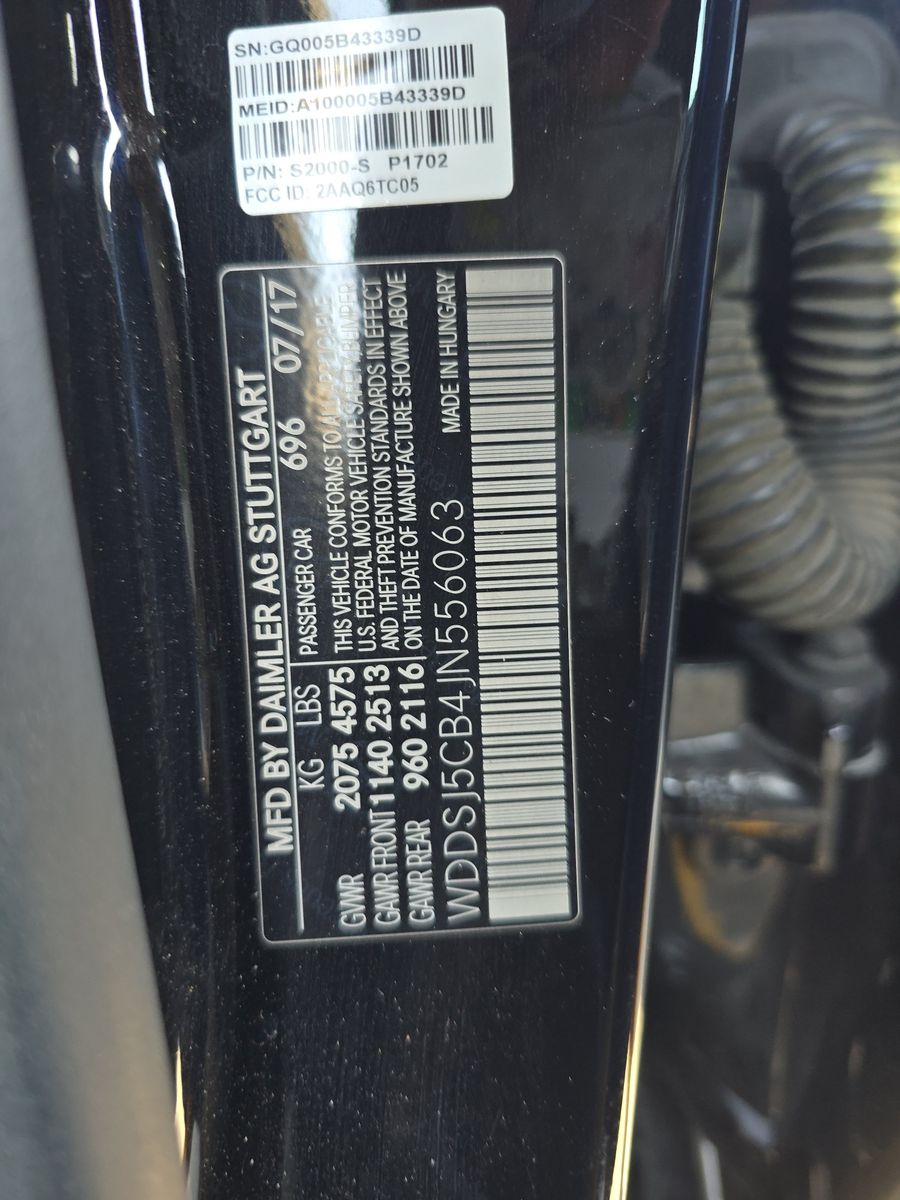 SN:GQ005B43339D
MEID:A100005B43339D
P/N: S2000-S P1702
FCC ID: 2AAQ6TC05
MFD BY DAIMLER AG STUTTGART
696 07/17
KG LBS
GVWR 2075 4575
GAWR FRONT 1140 2513
GAWR REAR 960 2116
PASSENGER CAR
THIS VEHICLE CONFORMS TO ALL APPLICABLE
U.S. FEDERAL MOTOR VEHICLE SAFETY, BUMPER
AND THEFT PREVENTION STANDARDS IN EFFECT
ON THE DATE OF MANUFACTURE SHOWN ABOVE
MADE IN HUNGARY
WDDSJ5CB4JN556063